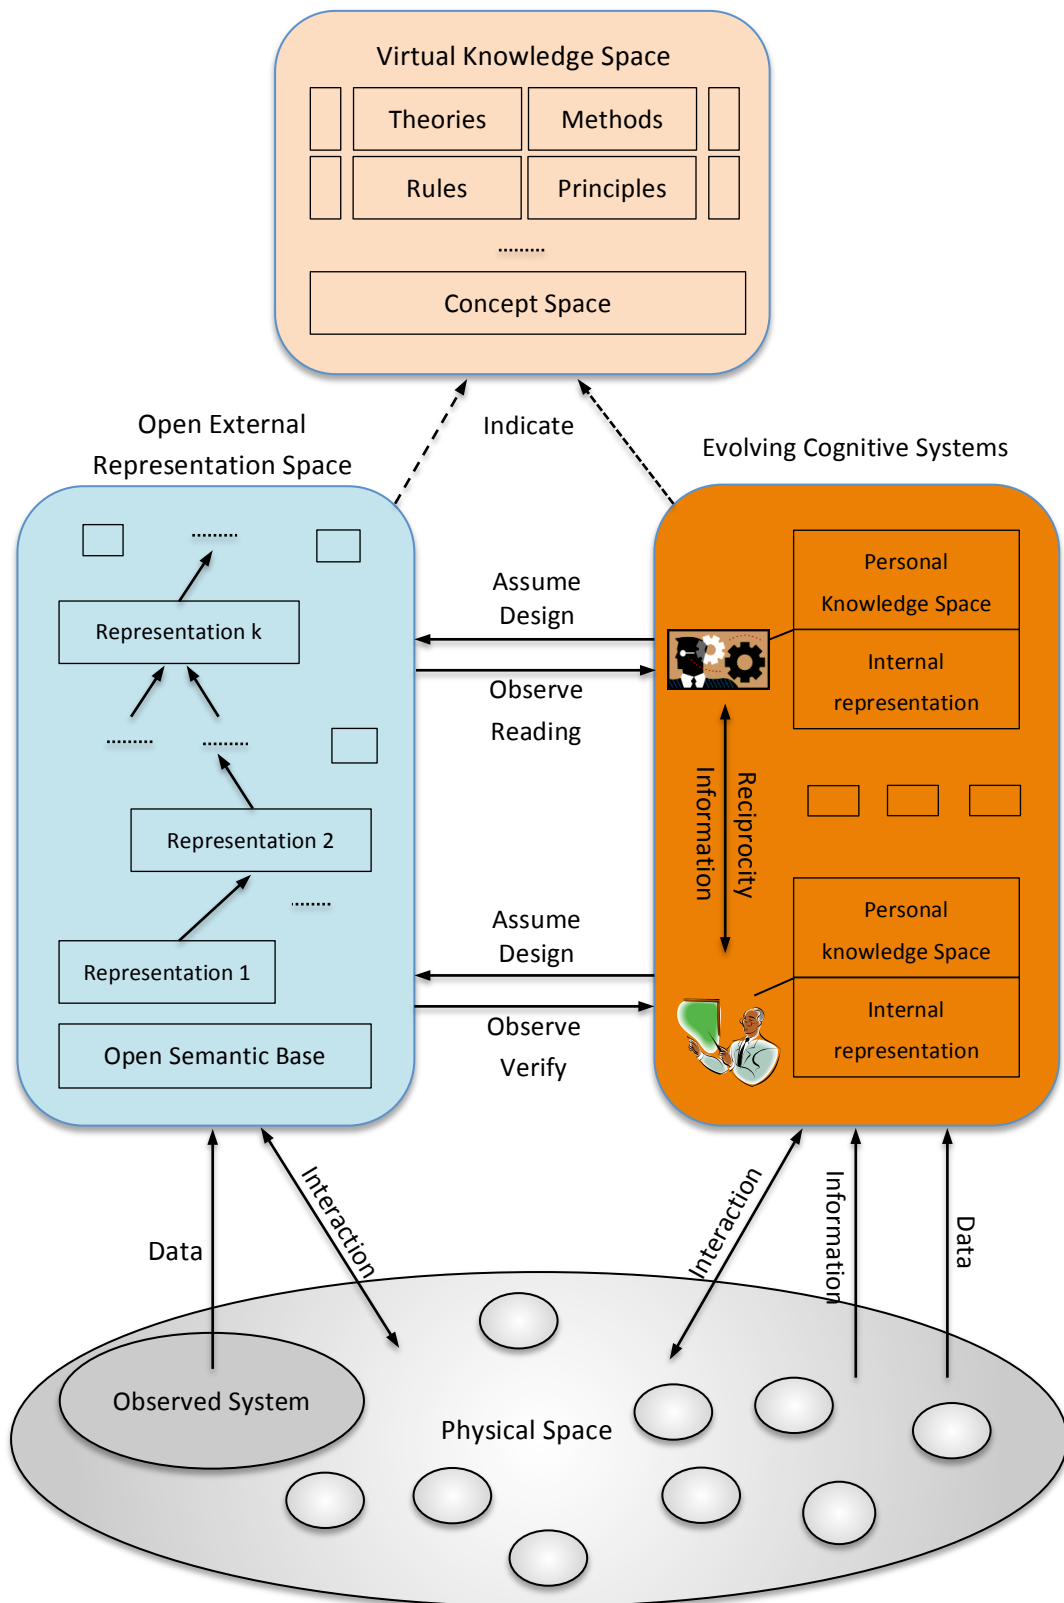 Virtual Knowledge Space
Theories
Methods
Rules
Principles
.........
Concept Space
Open External
Representation Space
Indicate
Evolving Cognitive Systems
.........
Representation k
.........
.........
Representation 2
.........
Representation 1
Open Semantic Base
Assume
Design
Observe
Reading
Assume
Design
Observe
Verify
Personal
Knowledge Space
Internal
representation
Reciprocity
Information
Personal
knowledge Space
Internal
representation
Data
Interaction
Interaction
Information
Data
Observed System
Physical Space